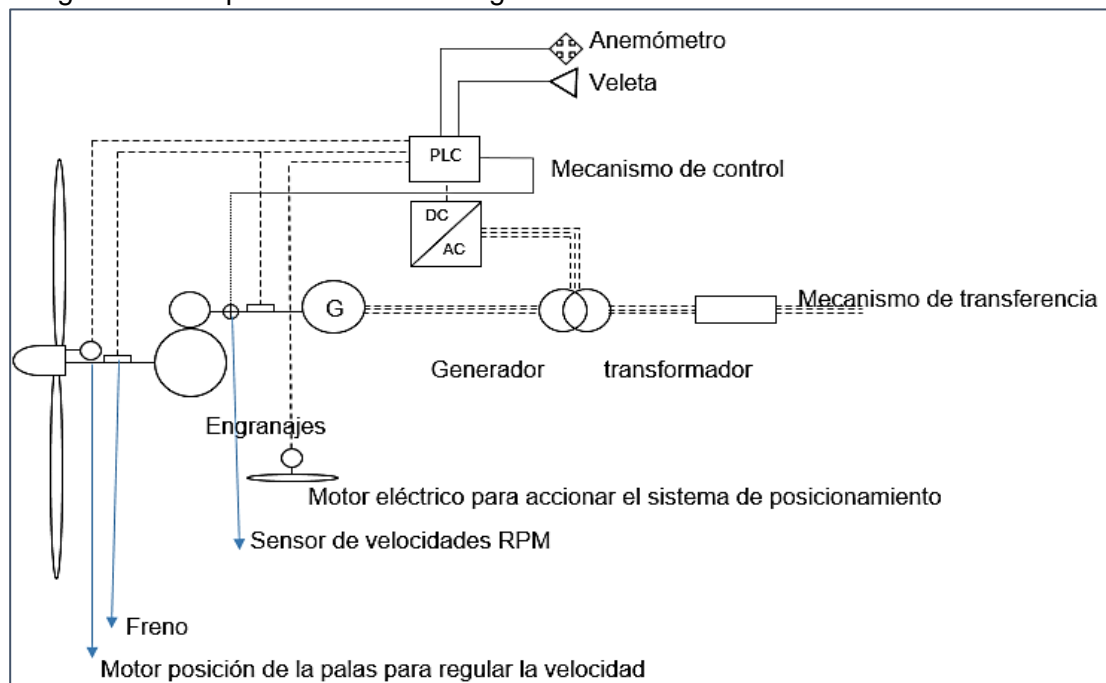 Anemómetro
Veleta
PLC
Mecanismo de control
DC
AC
G
Mecanismo de transferencia
Generador
transformador
Engranajes
Motor eléctrico para accionar el sistema de posicionamiento
Sensor de velocidades RPM
Freno
Motor posición de la palas para regular la velocidad